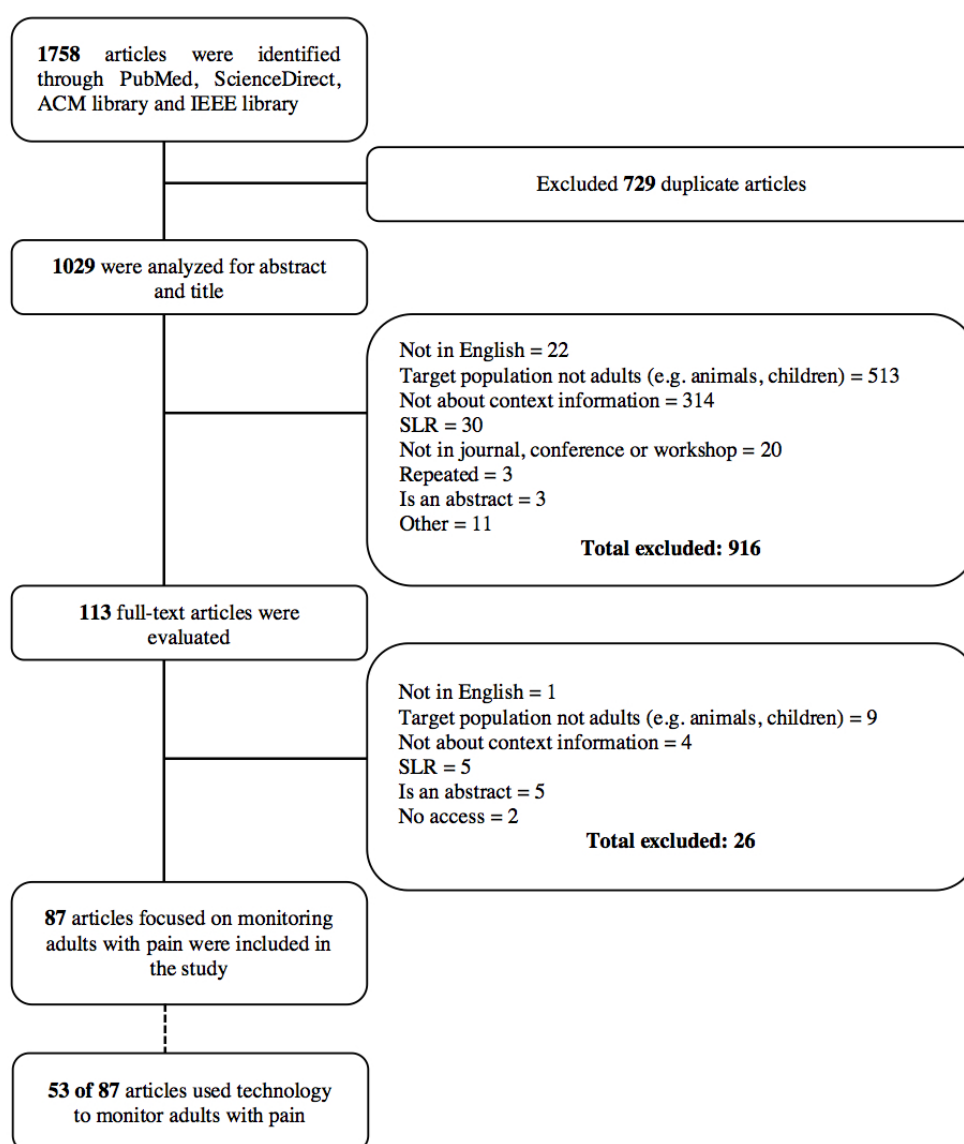 1758 articles were identified
through PubMed, ScienceDirect,
ACM library and IEEE library
Excluded 729 duplicate articles
1029 were analyzed for abstract
and title
Not in English = 22
Target population not adults (e.g. animals, children) = 513
Not about context information = 314
SLR = 30
Not in journal, conference or workshop = 20
Repeated = 3
Is an abstract = 3
Other = 11
Total excluded: 916
113 full-text articles were
evaluated
Not in English = 1
Target population not adults (e.g. animals, children) = 9
Not about context information = 4
SLR = 5
Is an abstract = 5
No access = 2
Total excluded: 26
87 articles focused on monitoring
adults with pain were included in
the study
53 of 87 articles used technology
to monitor adults with pain